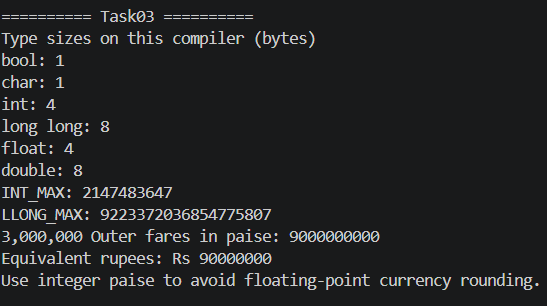 ========== Task03 ==========
Type sizes on this compiler (bytes)
bool: 1
char: 1
int: 4
long long: 8
float: 4
double: 8
INT_MAX: 2147483647
LLONG_MAX: 9223372036854775807
3,000,000 Outer fares in paise: 9000000000
Equivalent rupees: Rs 90000000
Use integer paise to avoid floating-point currency rounding.